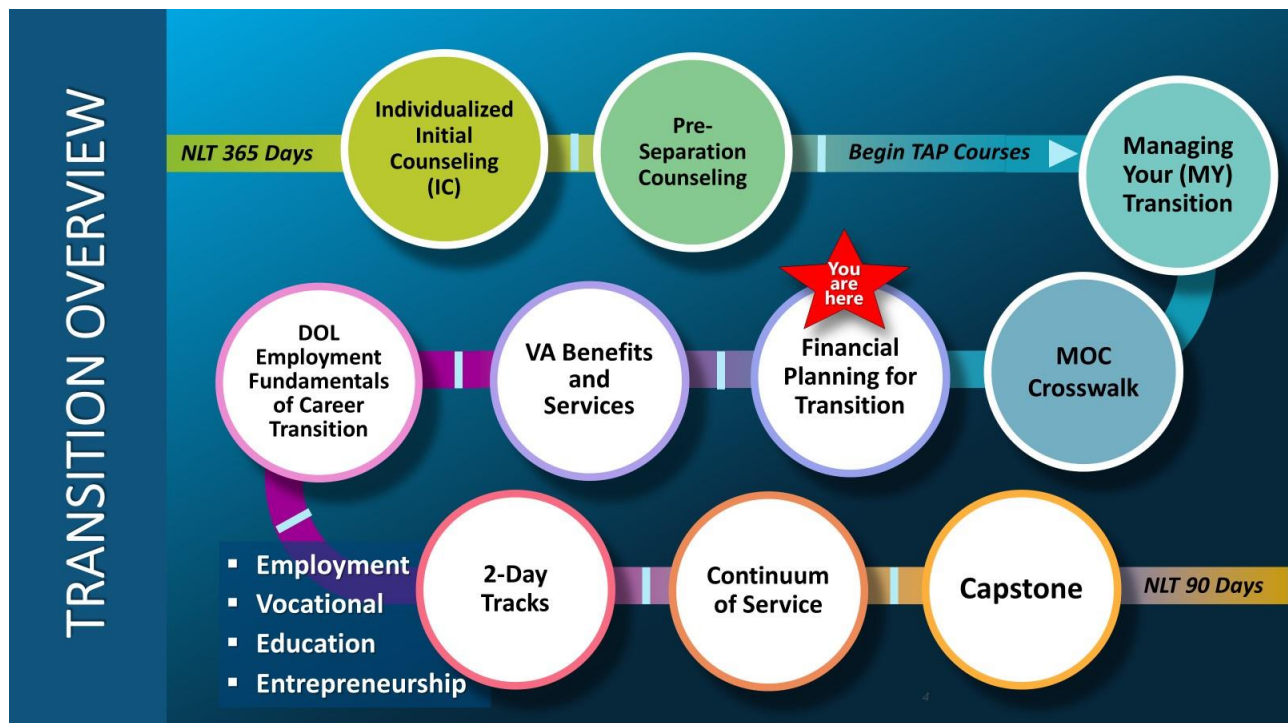 TRANSITION OVERVIEW
NLT 365 Days
Individualized
Initial
Counseling
(IC)
Pre-
Separation
Counseling
Begin TAP Courses
Managing
Your (MY)
Transition
MOC
Crosswalk
You
are
here
Financial
Planning for
Transition
VA Benefits
and
Services
DOL
Employment
Fundamentals
of Career
Transition
▪ Employment
▪ Vocational
▪ Education
▪ Entrepreneurship
2-Day
Tracks
Continuum
of Service
Capstone
NLT 90 Days
4